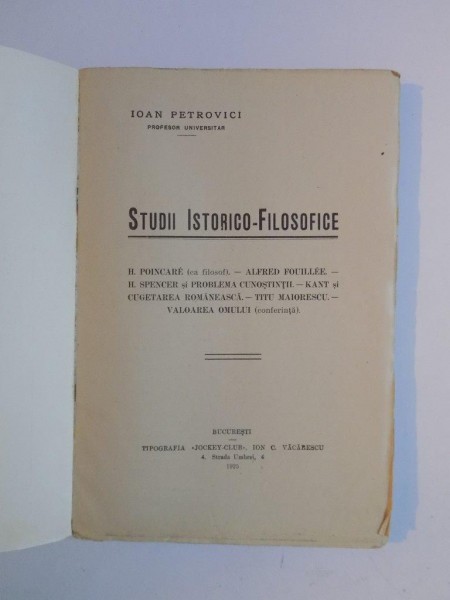 IOAN PETROVICI
PROFESOR UNIVERSITAR
STUDII ISTORICO-FILOSOFICE
H. POINCARÉ (ca filosof). — ALFRED FOUILLÉE. —
H. SPENCER și PROBLEMA CUNOȘTINȚII. — KANT și
CUGETAREA ROMÂNEASCĂ. — TITU MAIORESCU. —
VALOAREA OMULUI (conferință).
BUCUREȘTI
TIPOGRAFIA «JOCKEY-CLUB», ION C. VĂCĂRESCU
4. Strada Umbrei, 4
1925